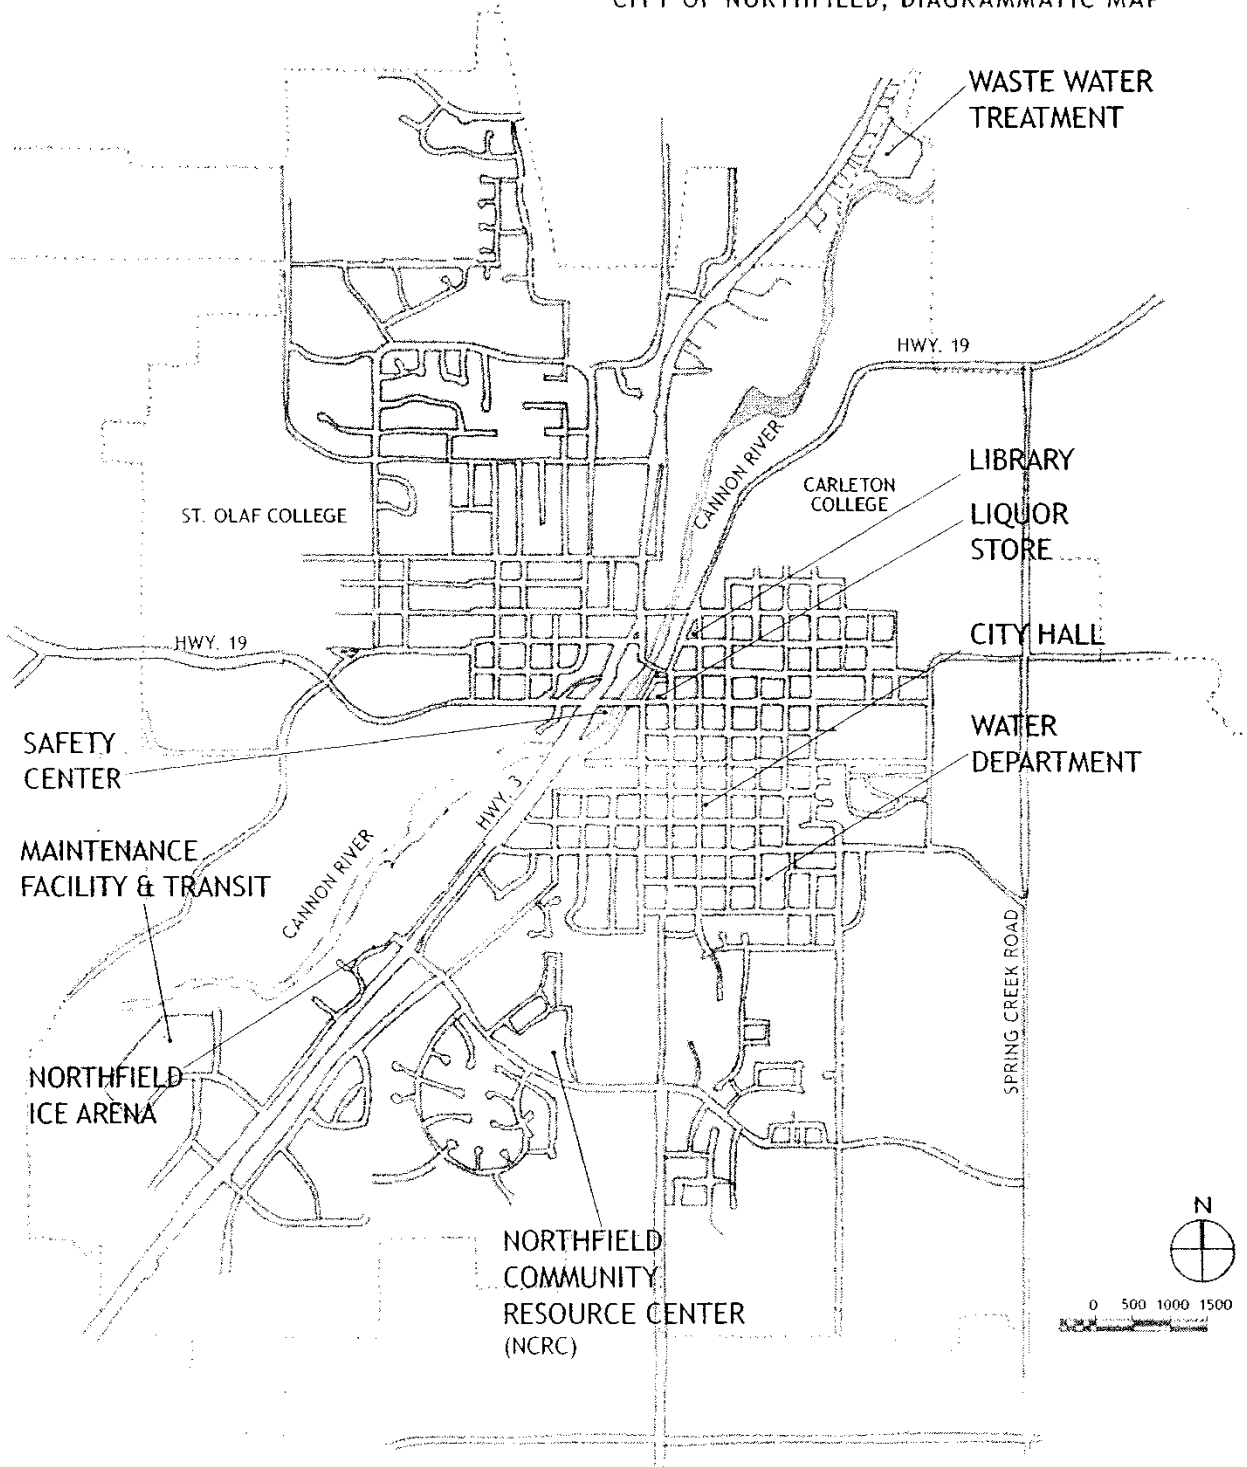 CITY OF NORTHFIELD, DIAGRAMMATIC MAP
WASTE WATER
TREATMENT
HWY. 19
CANNON RIVER
CARLETON
COLLEGE
LIBRARY
LIQUOR
STORE
ST. OLAF COLLEGE
HWY. 19
CITY HALL
SAFETY
CENTER
WATER
DEPARTMENT
HWY. 3
MAINTENANCE
FACILITY & TRANSIT
CANNON RIVER
SPRING CREEK ROAD
NORTHFIELD
ICE ARENA
NORTHFIELD
COMMUNITY
RESOURCE CENTER
(NCRC)
N
0 500 1000 1500